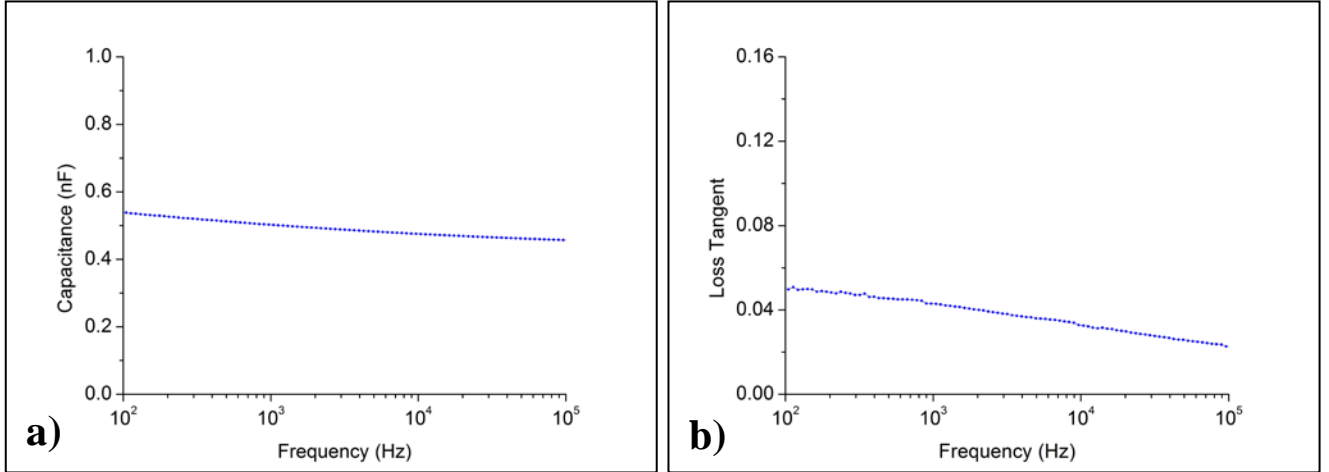 1.0
0.8
0.6
0.4
0.2
0.0
Capacitance (nF)
10² 10³ 10⁴ 10⁵
Frequency (Hz)
a)
0.16
0.12
0.08
0.04
0.00
Loss Tangent
10² 10³ 10⁴ 10⁵
Frequency (Hz)
b)